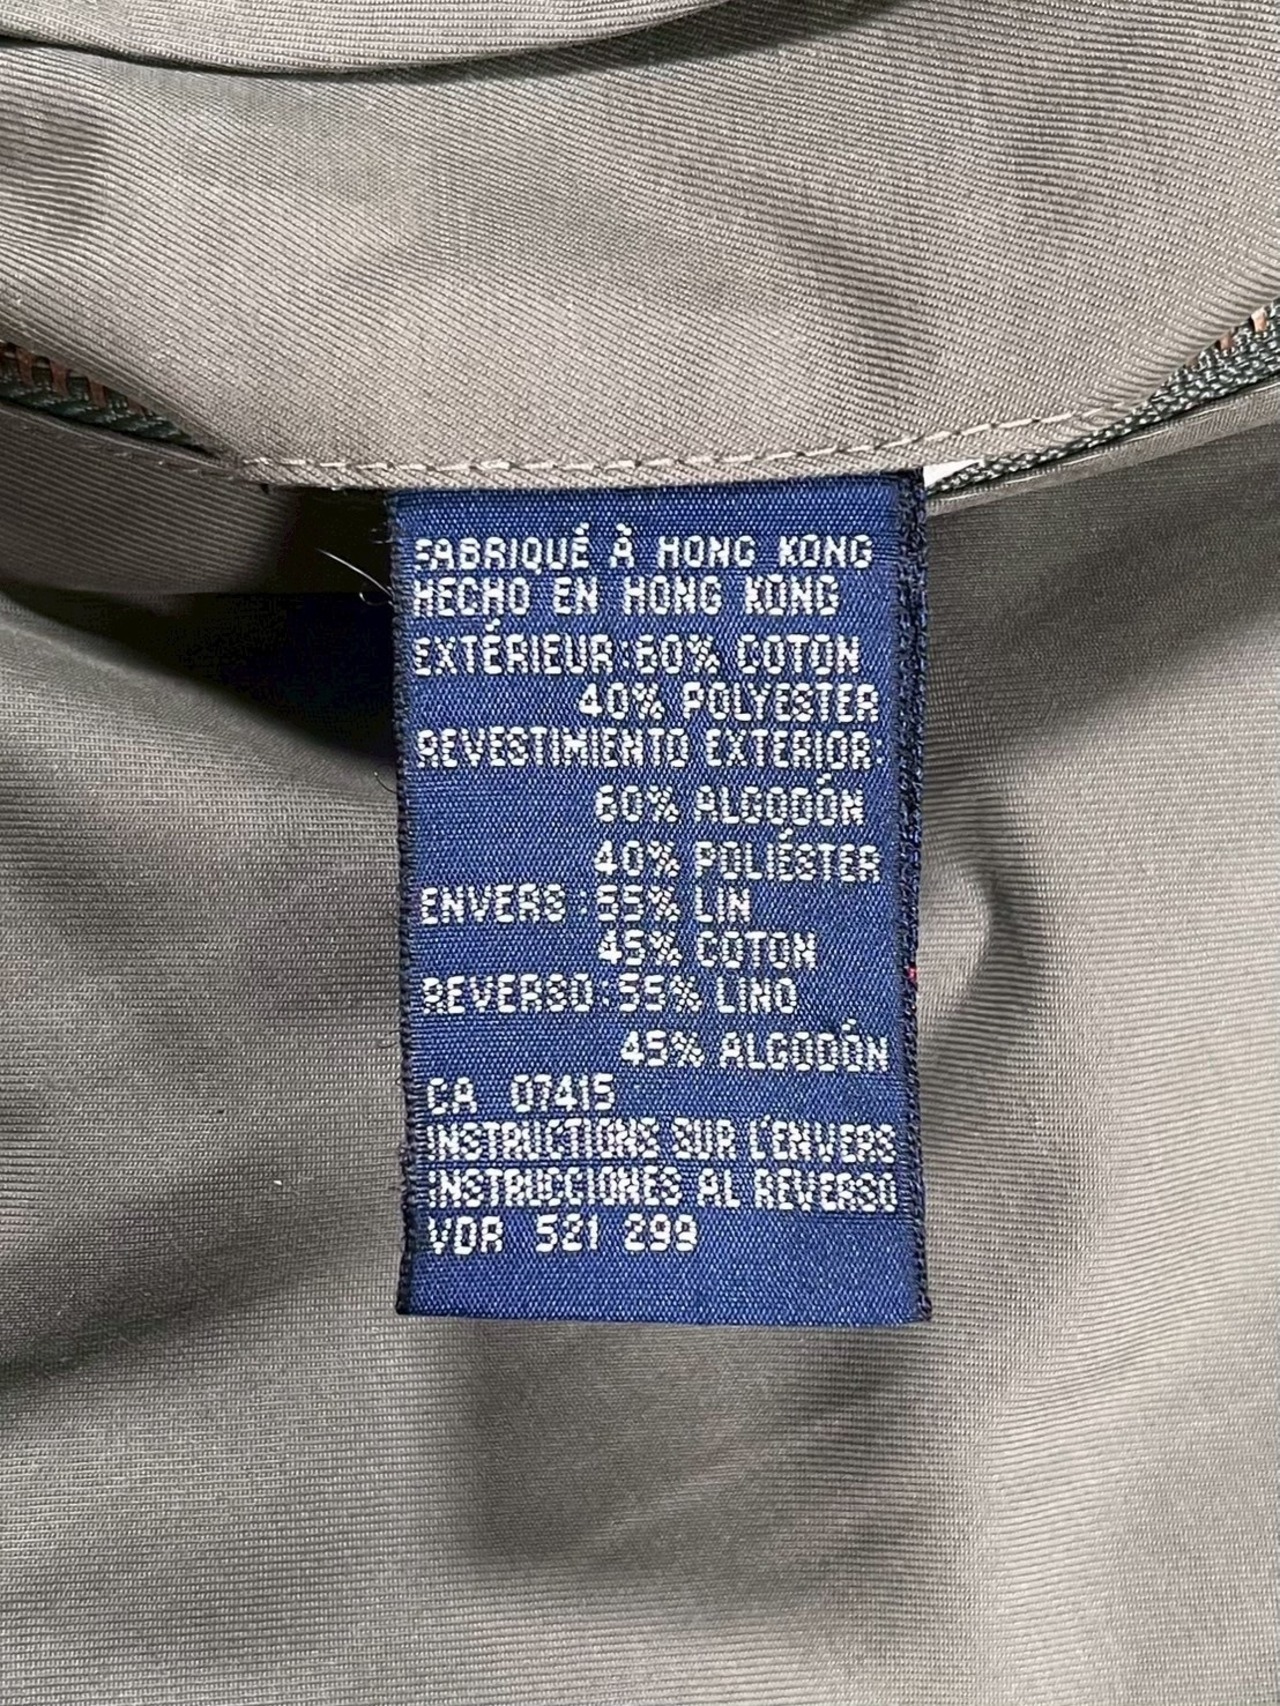 FABRIQUÉ À HONG KONG
HECHO EN HONG KONG
EXTÉRIEUR:60% COTON
40% POLYESTER
REVESTIMIENTO EXTERIOR:
60% ALGODÓN
40% POLIÉSTER
ENVERS:55% LIN
45% COTON
REVERSO:55% LINO
45% ALGODÓN
CA 07415
INSTRUCTIONS SUR L'ENVERS
INSTRUCCIONES AL REVERSO
VDR 521 299